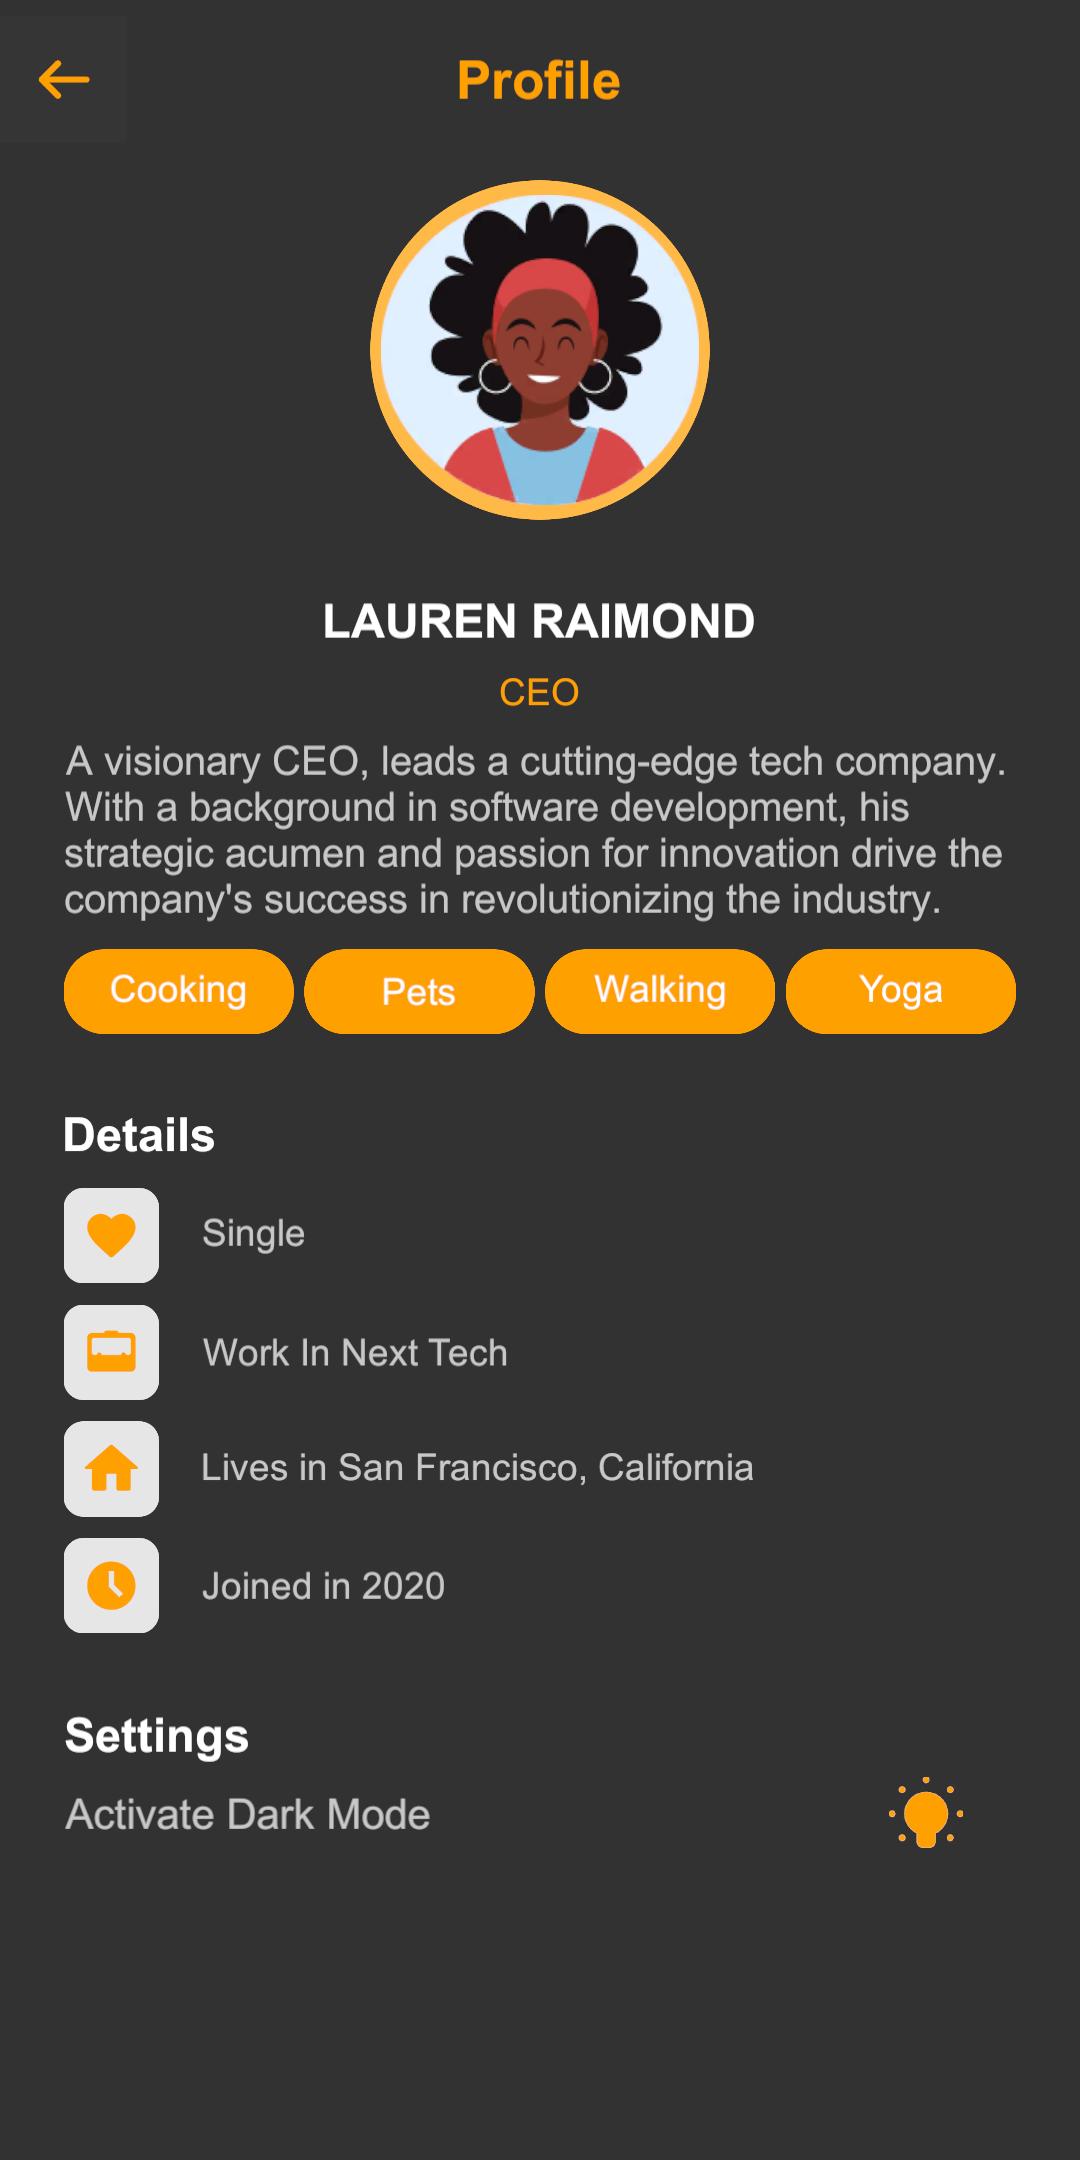 Profile
LAUREN RAIMOND
CEO
A visionary CEO, leads a cutting-edge tech company.
With a background in software development, his
strategic acumen and passion for innovation drive the
company's success in revolutionizing the industry.
Cooking Pets Walking Yoga
Details
Single
Work In Next Tech
Lives in San Francisco, California
Joined in 2020
Settings
Activate Dark Mode